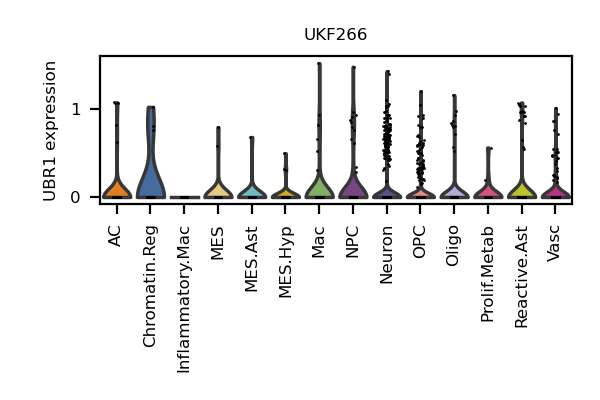 UKF266
UBR1 expression
1
0
AC
Chromatin.Reg
Inflammatory.Mac
MES
MES.Ast
MES.Hyp
Mac
NPC
Neuron
OPC
Oligo
Prolif.Metab
Reactive.Ast
Vasc